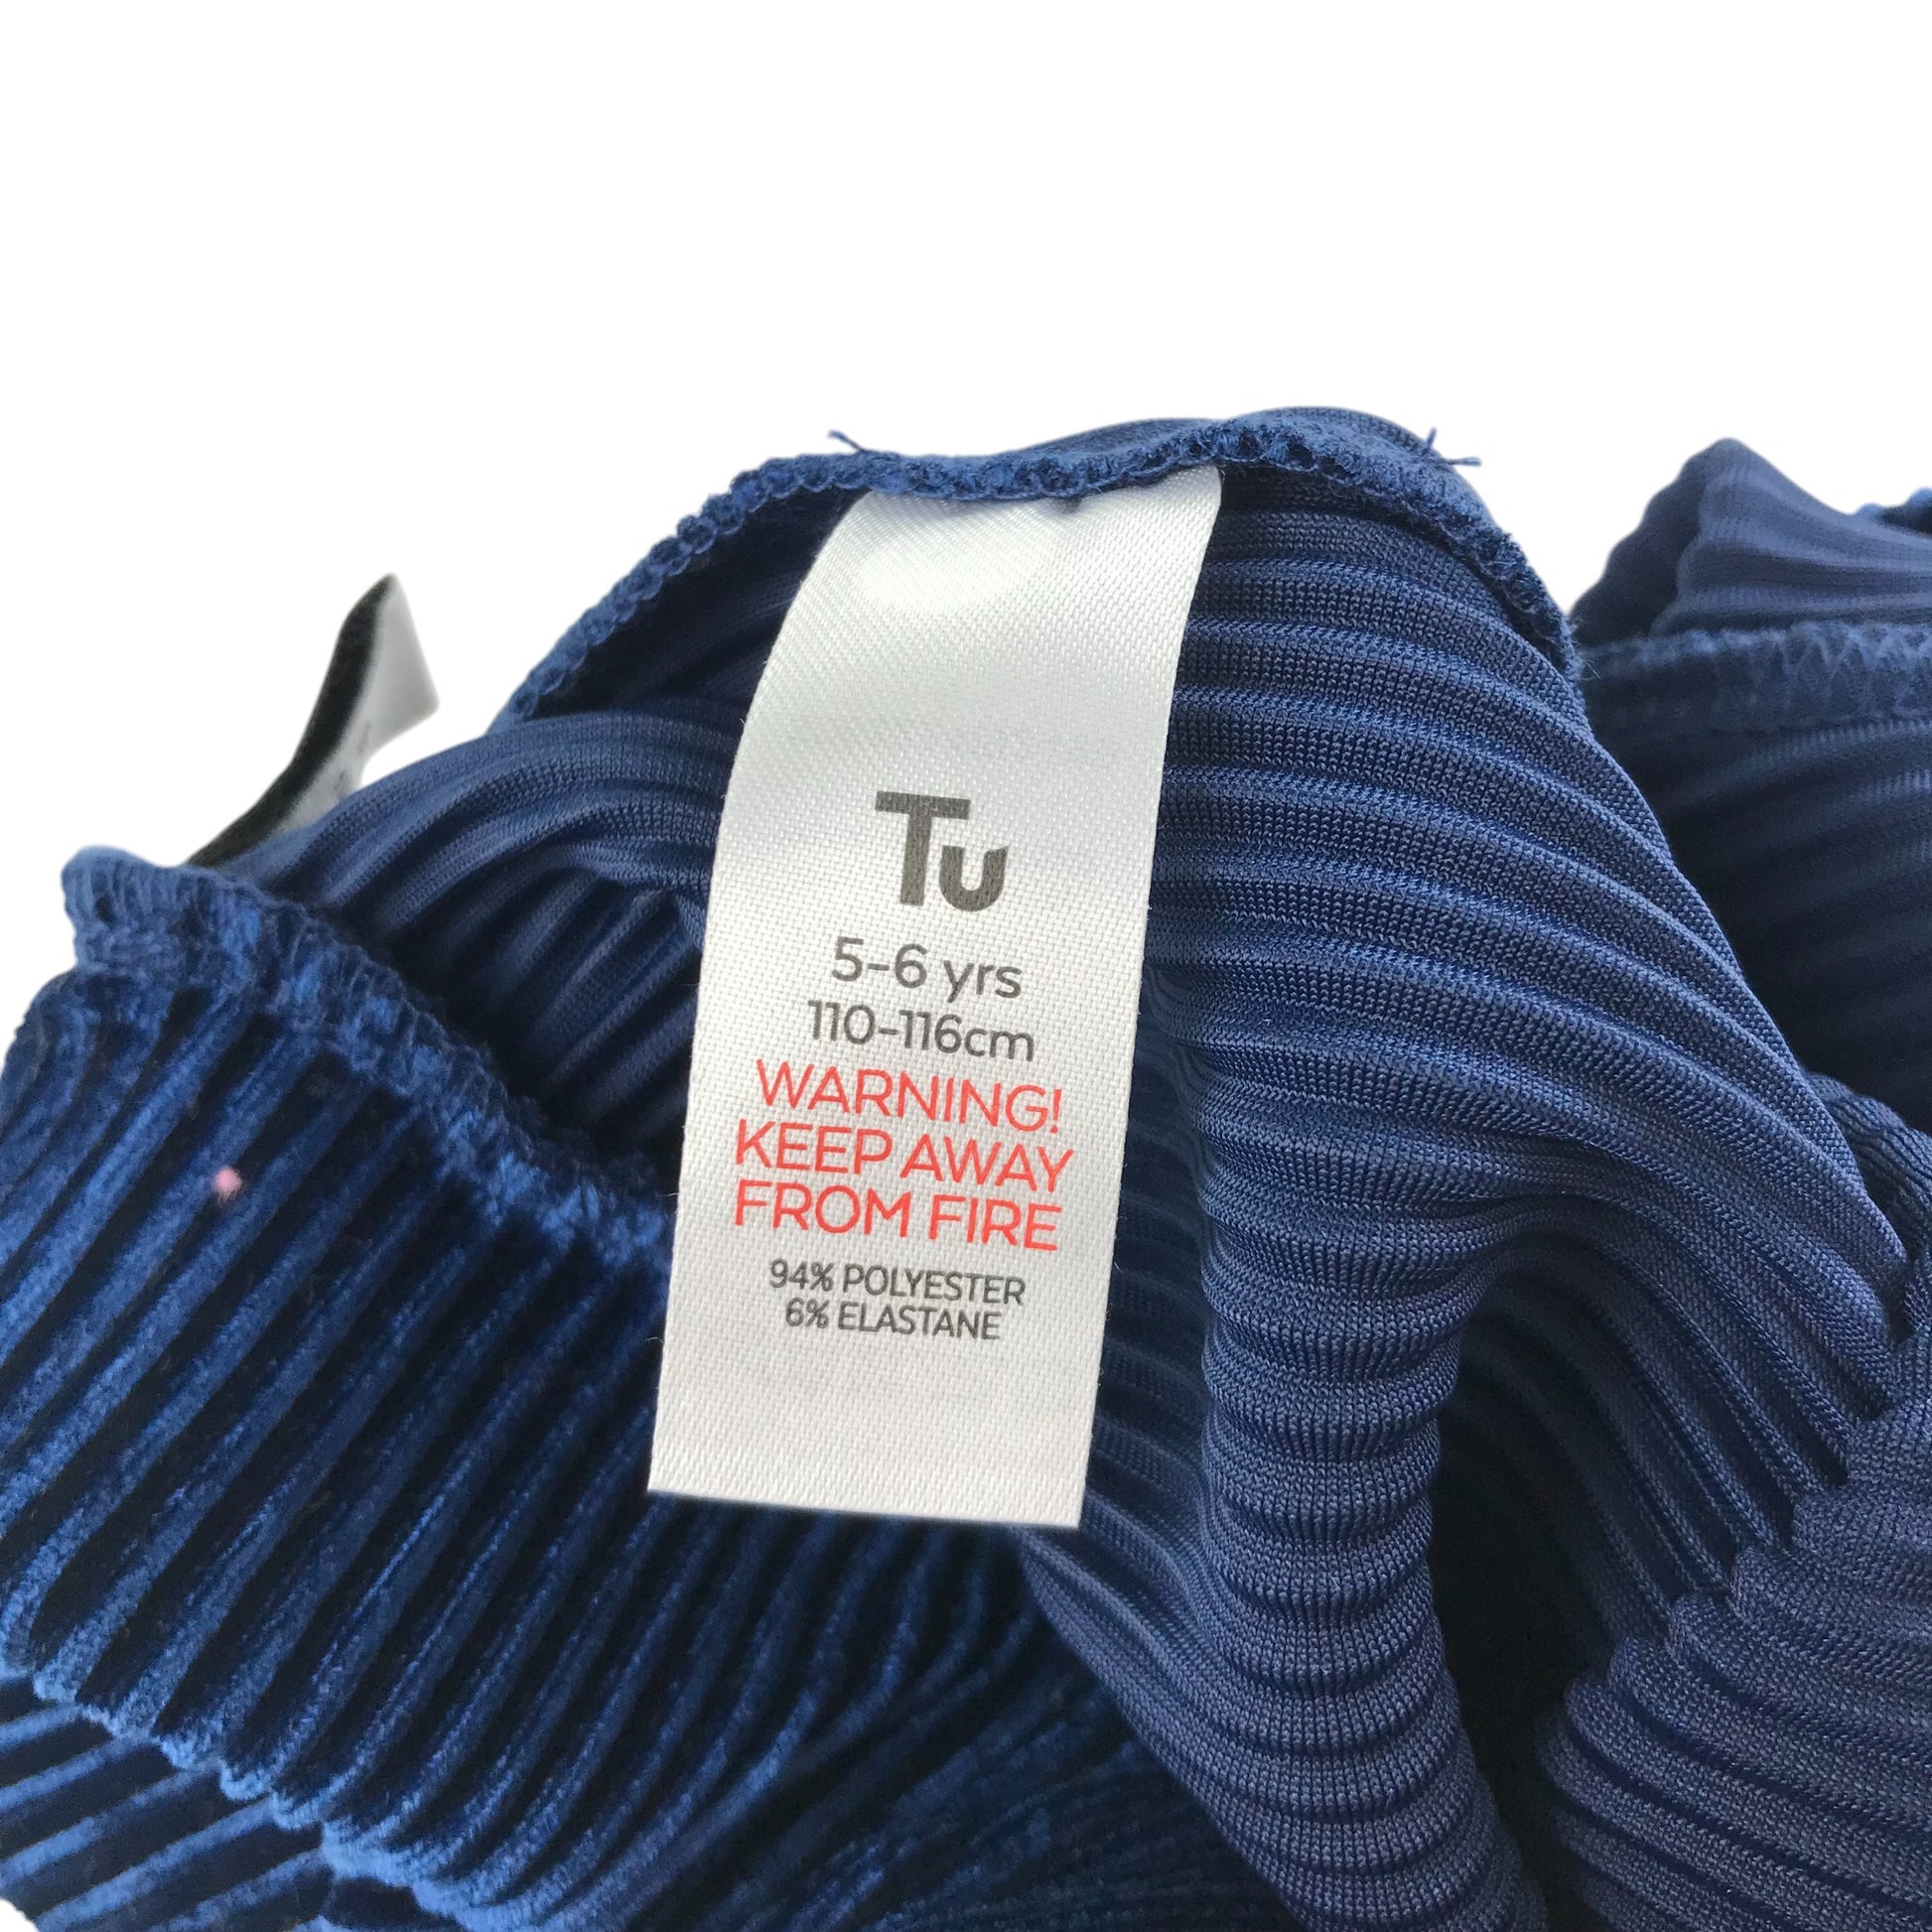 Tu
5-6 yrs
110-116cm
WARNING!
KEEP AWAY
FROM FIRE
94% POLYESTER
6% ELASTANE